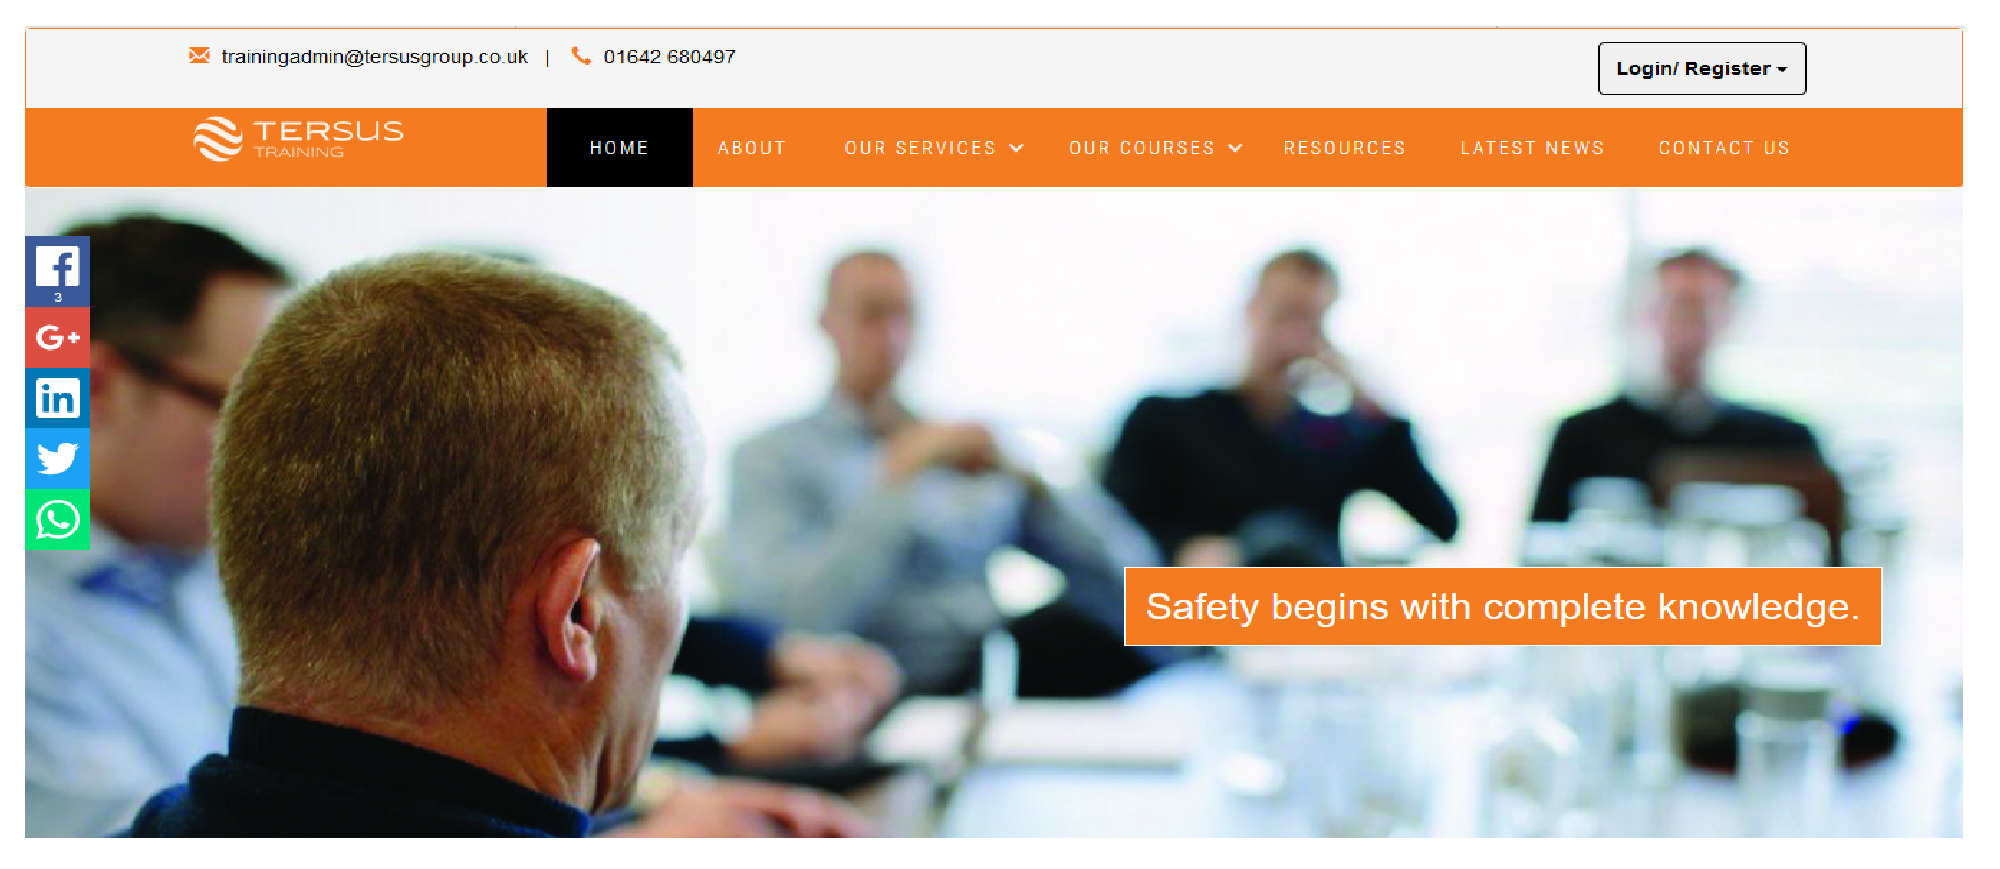 trainingadmin@tersusgroup.co.uk | 01642 680497
Login/ Register
TERSUS
TRAINING
HOME ABOUT OUR SERVICES OUR COURSES RESOURCES LATEST NEWS CONTACT US
f
3
G+
in
Safety begins with complete knowledge.